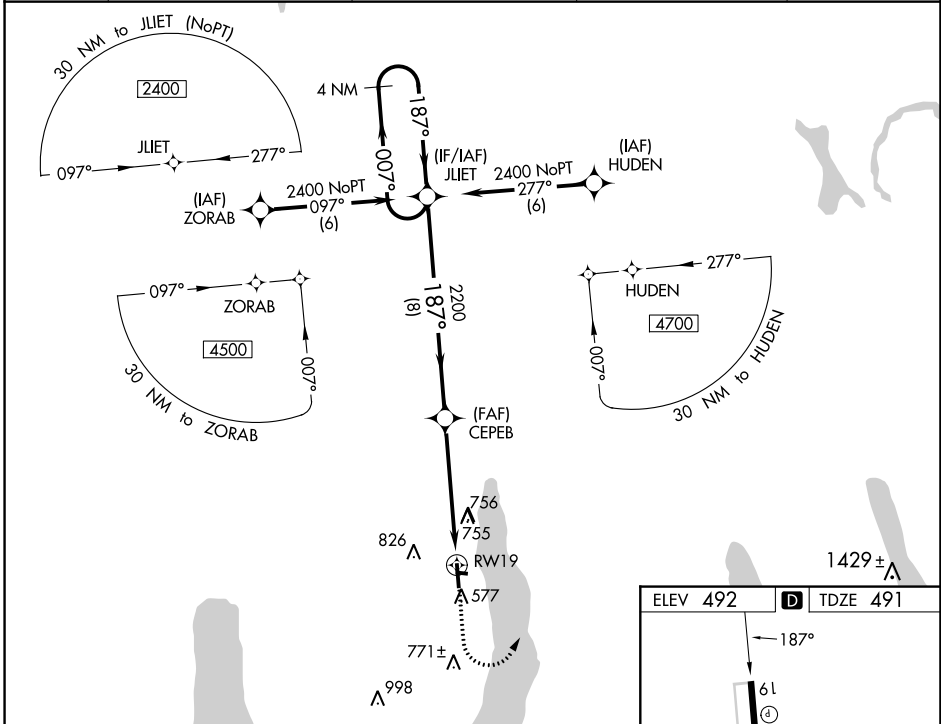 30 NM to JLIET (NoPT)
2400
JLIET
097°
277°
4 NM
187°
007°
(IF/IAF)
JLIET
(IAF)
HUDEN
2400 NoPT
277°
(6)
(IAF)
ZORAB
2400 NoPT
097°
(6)
097°
ZORAB
4500
007°
30 NM to ZORAB
2200
187°
(8)
277°
HUDEN
4700
007°
30 NM to HUDEN
(FAF)
CEPEB
756
755
826
RW19
577
771±
998
1429±
ELEV 492
D
TDZE 491
187°
19
P